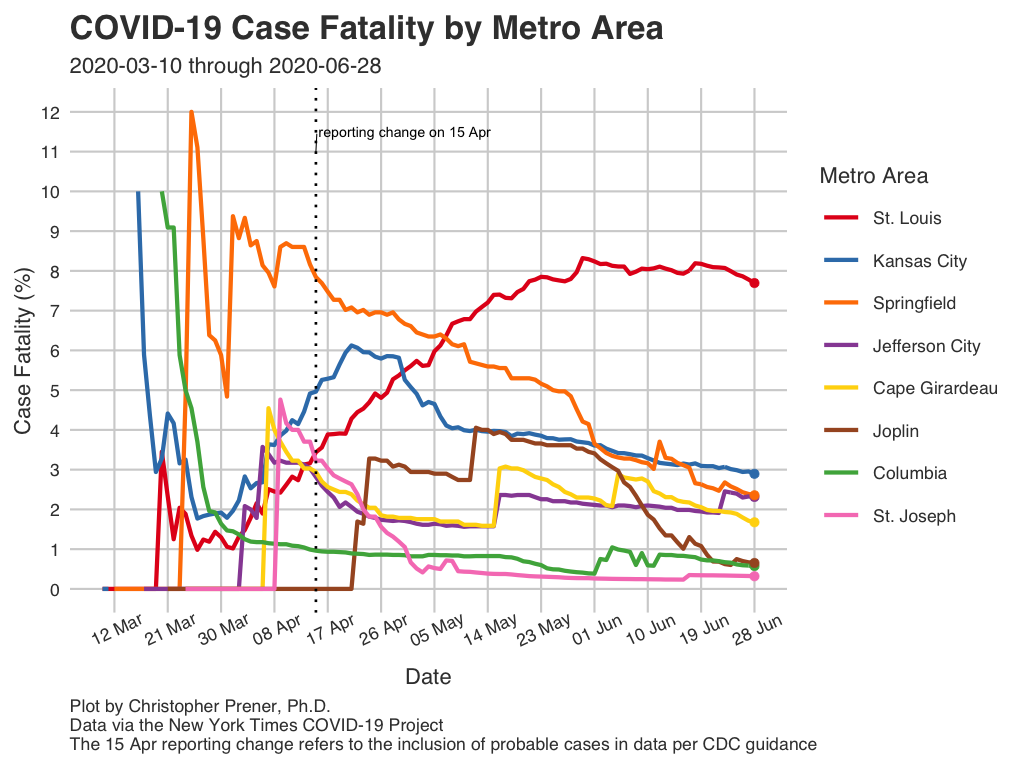 COVID-19 Case Fatality by Metro Area
2020-03-10 through 2020-06-28
Case Fatality (%)
12
11
10
9
8
7
6
5
4
3
2
1
0
reporting change on 15 Apr
12 Mar
21 Mar
30 Mar
08 Apr
17 Apr
26 Apr
05 May
14 May
23 May
01 Jun
10 Jun
19 Jun
28 Jun
Date
Metro Area
St. Louis
Kansas City
Springfield
Jefferson City
Cape Girardeau
Joplin
Columbia
St. Joseph
Plot by Christopher Prener, Ph.D.
Data via the New York Times COVID-19 Project
The 15 Apr reporting change refers to the inclusion of probable cases in data per CDC guidance